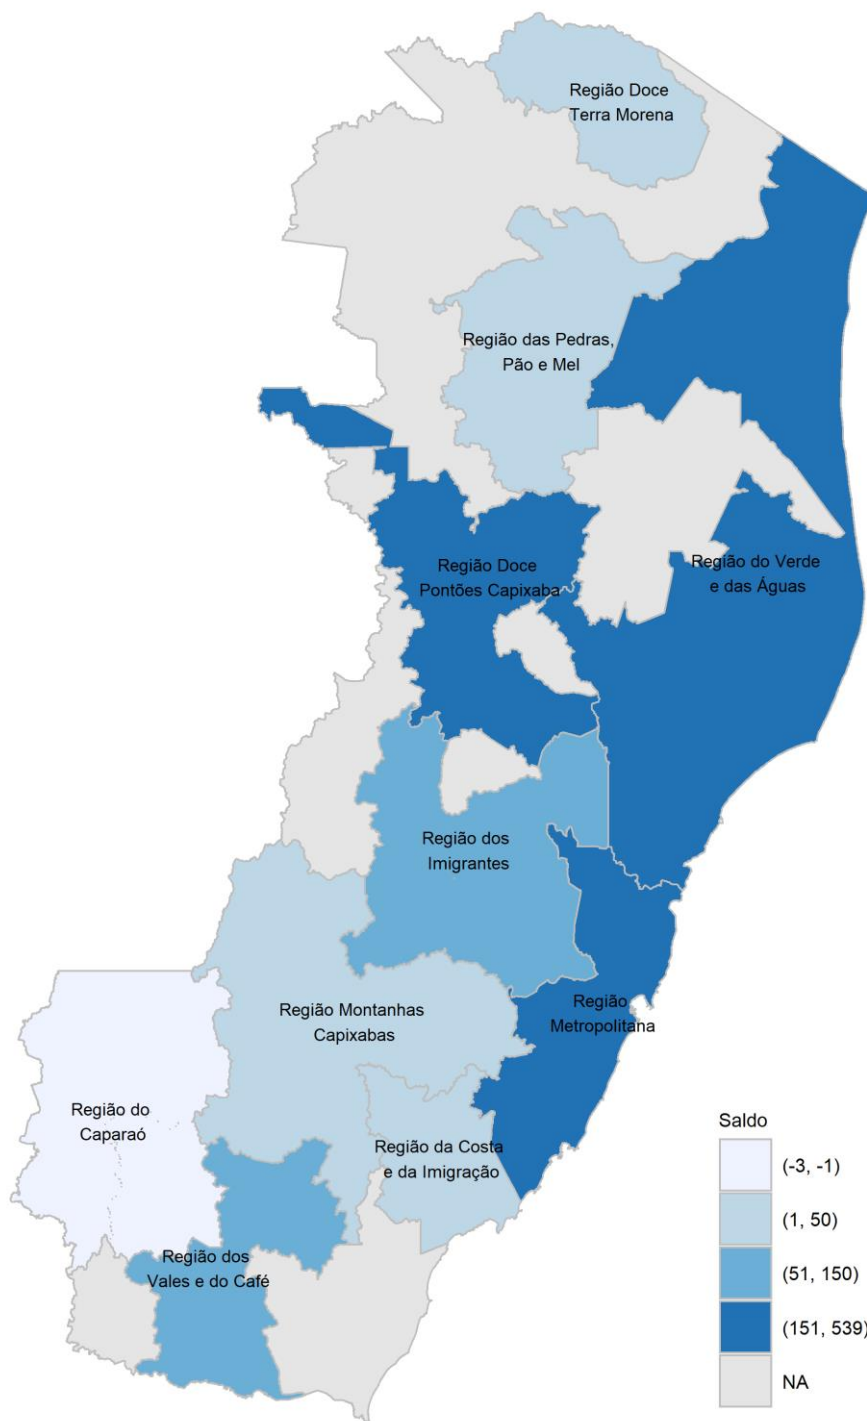 Região Doce
Terra Morena
Região das Pedras,
Pão e Mel
Região Doce
Pontões Capixaba
Região do Verde
e das Águas
Região dos
Imigrantes
Região Montanhas
Capixabas
Região
Metropolitana
Região do
Caparaó
Região da Costa
e da Imigração
Região dos
Vales e do Café
Saldo
(-3, -1)
(1, 50)
(51, 150)
(151, 539)
NA